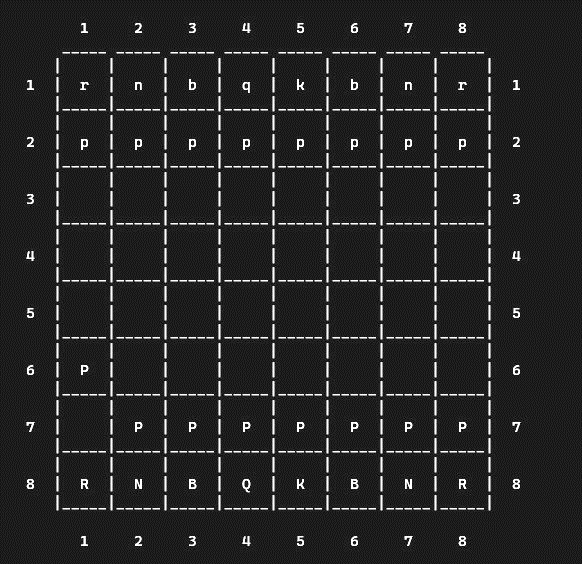 1 2 3 4 5 6 7 8
1 r n b q k b n r 1
2 p p p p p p p p 2
3 3
4 4
5 5
6 P 6
7 P P P P P P P 7
8 R N B Q K B N R 8
1 2 3 4 5 6 7 8